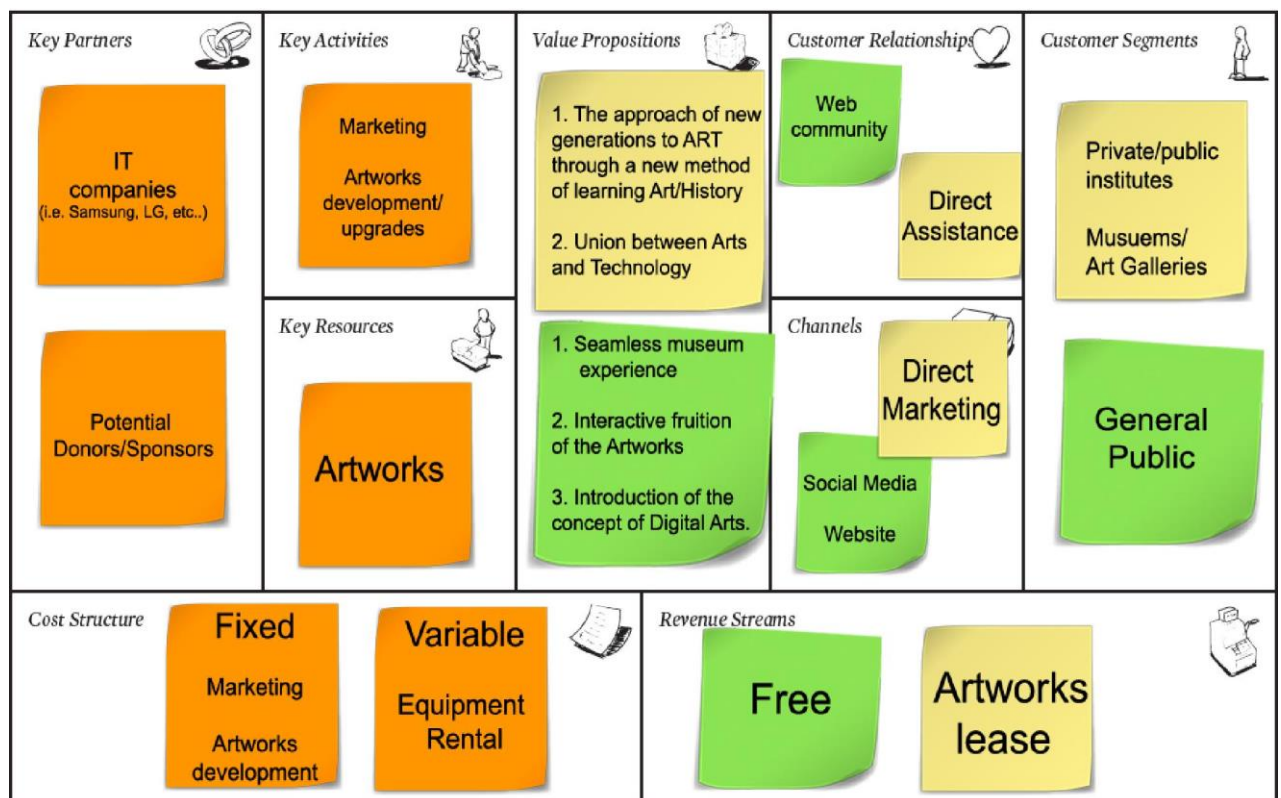 Key Partners
IT
companies
(i.e. Samsung, LG, etc..)
Potential
Donors/Sponsors
Key Activities
Marketing
Artworks
development/
upgrades
Key Resources
Artworks
Value Propositions
1. The approach of new
generations to ART
through a new method
of learning Art/History
2. Union between Arts
and Technology
1. Seamless museum
experience
2. Interactive fruition
of the Artworks
3. Introduction of the
concept of Digital Arts.
Customer Relationships
Web
community
Direct
Assistance
Channels
Direct
Marketing
Social Media
Website
Customer Segments
Private/public
institutes
Musuems/
Art Galleries
General
Public
Cost Structure
Fixed
Marketing
Artworks
development
Variable
Equipment
Rental
Revenue Streams
Free
Artworks
lease